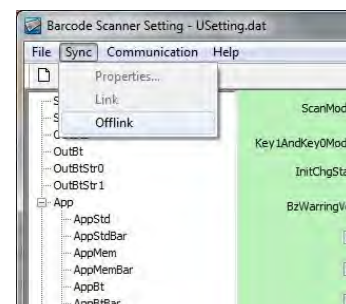 Barcode Scanner Setting - USetting.dat
File Sync Communication Help
Properties...
Link
Offlink
ScanMod
Key1AndKey0Mod
OutBt
OutBtStr0
InitChgSta
OutBtStr1
App
BzWarringV
AppStd
AppStdBar
AppMem
AppMemBar
AppBt
AppBtBar